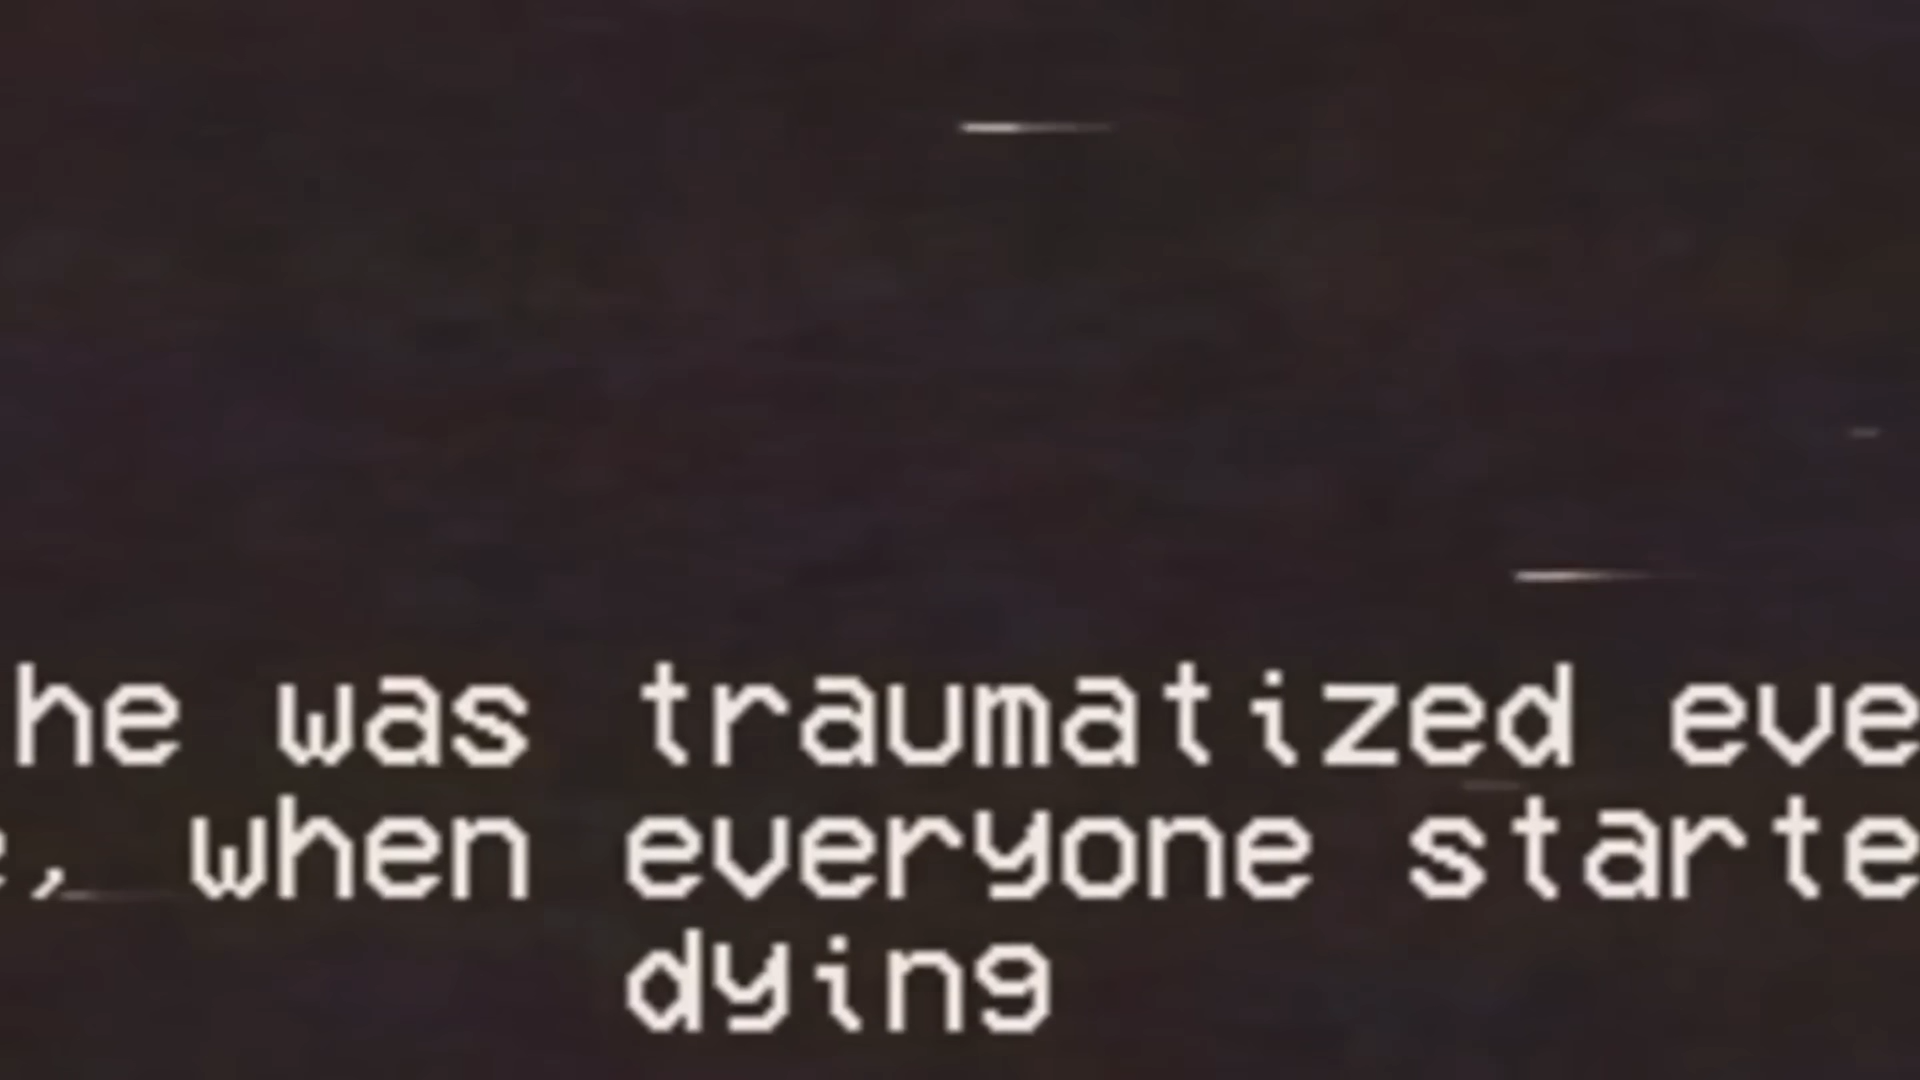 he was traumatized eve
, when everyone starte
dying